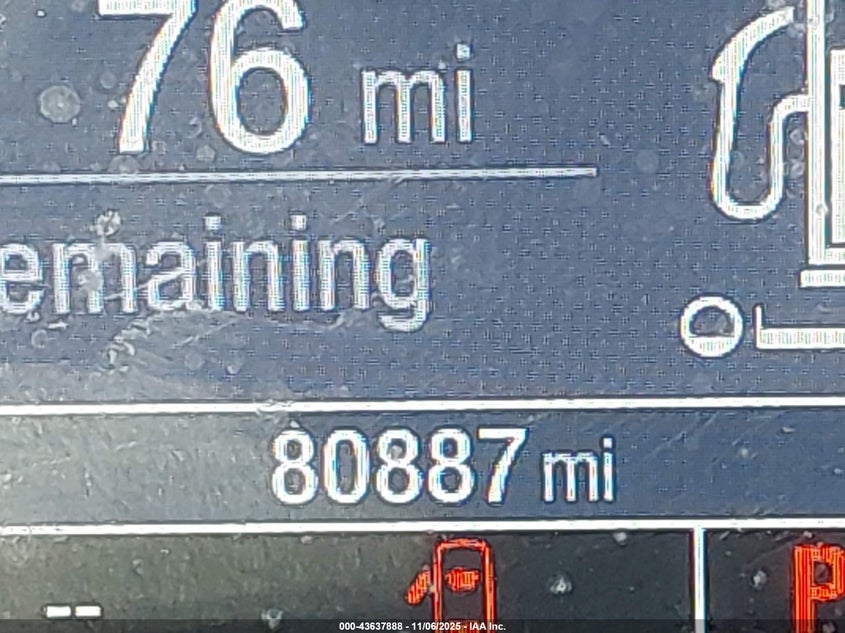 76 mi
emaining
80887 mi
--
P
000-43637888 - 11/06/2025 - IAA Inc.